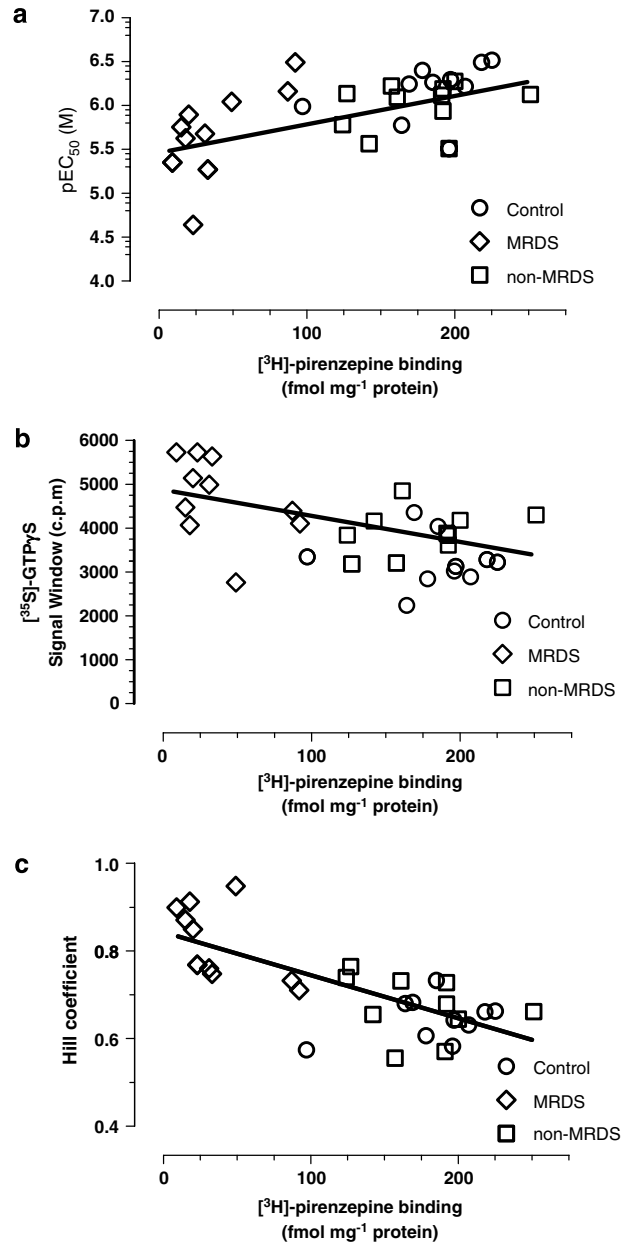 a
7.0
6.5
6.0
5.5
5.0
4.5
4.0
pEC50 (M)
Control
MRDS
non-MRDS
0 100 200
[³H]-pirenzepine binding
(fmol mg⁻¹ protein)
b
6000
5000
4000
3000
2000
1000
0
[³⁵S]-GTPγS
Signal Window (c.p.m)
Control
MRDS
non-MRDS
0 100 200
[³H]-pirenzepine binding
(fmol mg⁻¹ protein)
c
1.0
0.8
0.6
0.4
Hill coefficient
Control
MRDS
non-MRDS
0 100 200
[³H]-pirenzepine binding
(fmol mg⁻¹ protein)